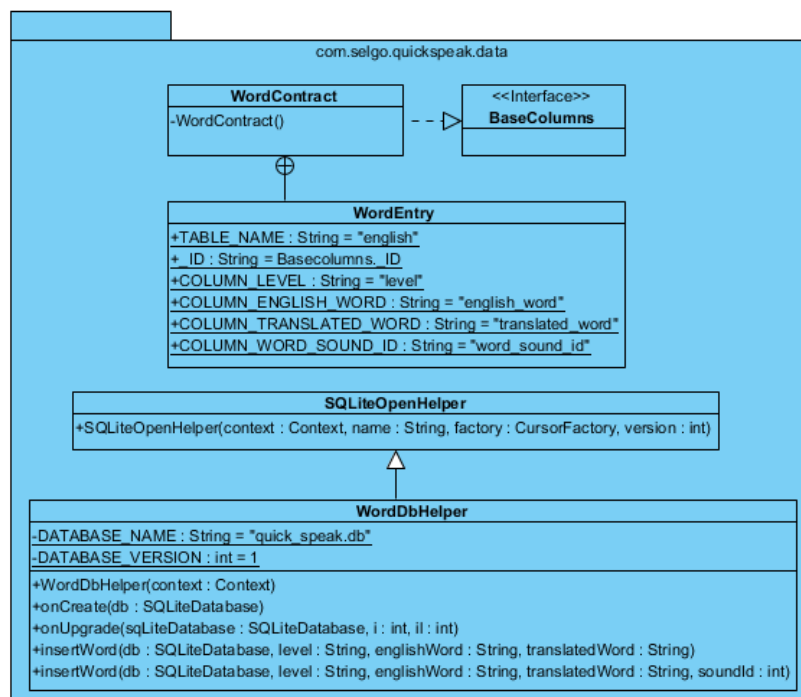 com.selgo.quickspeak.data
WordContract
-WordContract()
<<Interface>>
BaseColumns
WordEntry
+TABLE_NAME : String = "english"
+_ID : String = Basecolumns._ID
+COLUMN_LEVEL : String = "level"
+COLUMN_ENGLISH_WORD : String = "english_word"
+COLUMN_TRANSLATED_WORD : String = "translated_word"
+COLUMN_WORD_SOUND_ID : String = "word_sound_id"
SQLiteOpenHelper
+SQLiteOpenHelper(context : Context, name : String, factory : CursorFactory, version : int)
WordDbHelper
-DATABASE_NAME : String = "quick_speak.db"
-DATABASE_VERSION : int = 1
+WordDbHelper(context : Context)
+onCreate(db : SQLiteDatabase)
+onUpgrade(sqLiteDatabase : SQLiteDatabase, i : int, il : int)
+insertWord(db : SQLiteDatabase, level : String, englishWord : String, translatedWord : String)
+insertWord(db : SQLiteDatabase, level : String, englishWord : String, translatedWord : String, soundId : int)